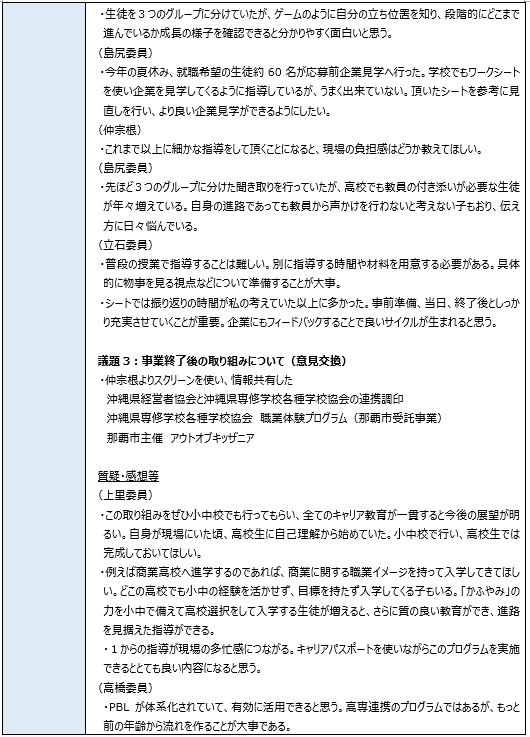 ・生徒を３つのグループに分けていたが、ゲームのように自分の立ち位置を知り、段階的にどこまで
進んでいるか成長の様子を確認できると分かりやすく面白いと思う。
（島尻委員）
・今年の夏休み、就職希望の生徒約 60 名が応募前企業見学へ行った。学校でもワークシート
を使い企業を見学してくるように指導しているが、うまく出来ていない。頂いたシートを参考に見
直しを行い、より良い企業見学ができるようにしたい。
（仲宗根）
・これまで以上に細かな指導をして頂くことになると、現場の負担感はどうか教えてほしい。
（島尻委員）
・先ほど３つのグループに分けた聞き取りを行っていたが、高校でも教員の付き添いが必要な生徒
が年々増えている。自身の進路であっても教員から声かけを行わないと考えない子もおり、伝え
方に日々悩んでいる。
（立石委員）
・普段の授業で指導することは難しい。別に指導する時間や材料を用意する必要がある。具体
的に物事を見る視点などについて準備することが大事。
・シートでは振り返りの時間が私の考えていた以上に多かった。事前準備、当日、終了後としっか
り充実させていくことが重要。企業にもフィードバックすることで良いサイクルが生まれると思う。
議題３：事業終了後の取り組みについて（意見交換）
・仲宗根よりスクリーンを使い、情報共有した
沖縄県経営者協会と沖縄県専修学校各種学校協会の連携調印
沖縄県専修学校各種学校協会　職業体験プログラム（那覇市受託事業）
那覇市主催　アウトオブキッザニア
質疑・感想等
（上里委員）
・この取り組みをぜひ小中校でも行ってもらい、全てのキャリア教育が一貫すると今後の展望が明
るい。自身が現場にいた頃、高校生に自己理解から始めていた。小中校で行い、高校生では
完成しておいてほしい。
・例えば商業高校へ進学するのであれば、商業に関する職業イメージを持って入学してきてほし
い。どこの高校でも小中の経験を活かせず、目標を持たず入学してくる子もいる。「かふやみ」の
力を小中で備えて高校選択をして入学する生徒が増えると、さらに質の良い教育ができ、進路
を見据えた指導ができる。
・１からの指導が現場の多忙感につながる。キャリアパスポートを使いながらこのプログラムを実施
できるととても良い内容になると思う。
（高橋委員）
・PBL が体系化されていて、有効に活用できると思う。高専連携のプログラムではあるが、もっと
前の年齢から流れを作ることが大事である。